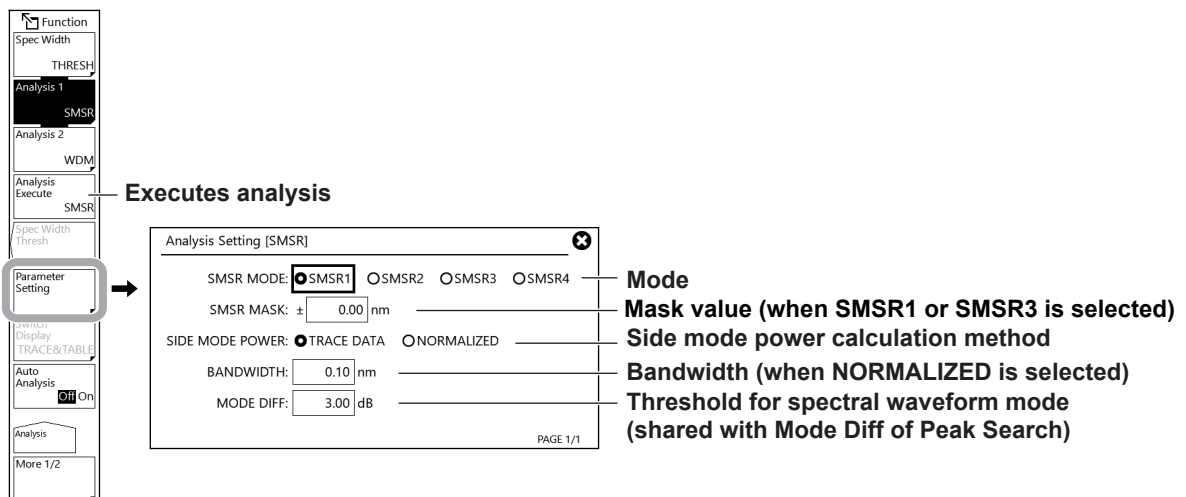 Function
Spec Width
THRESH
Analysis 1
SMSR
Analysis 2
WDM
Analysis
Execute
SMSR
Executes analysis
Spec Width
Thresh
Parameter
Setting
Switch
Display
TRACE&TABLE
Auto
Analysis
Off On
Analysis
More 1/2
Analysis Setting [SMSR]
SMSR MODE: SMSR1 SMSR2 SMSR3 SMSR4
Mode
SMSR MASK: ± 0.00 nm
Mask value (when SMSR1 or SMSR3 is selected)
SIDE MODE POWER: TRACE DATA NORMALIZED
Side mode power calculation method
BANDWIDTH: 0.10 nm
Bandwidth (when NORMALIZED is selected)
MODE DIFF: 3.00 dB
Threshold for spectral waveform mode
(shared with Mode Diff of Peak Search)
PAGE 1/1